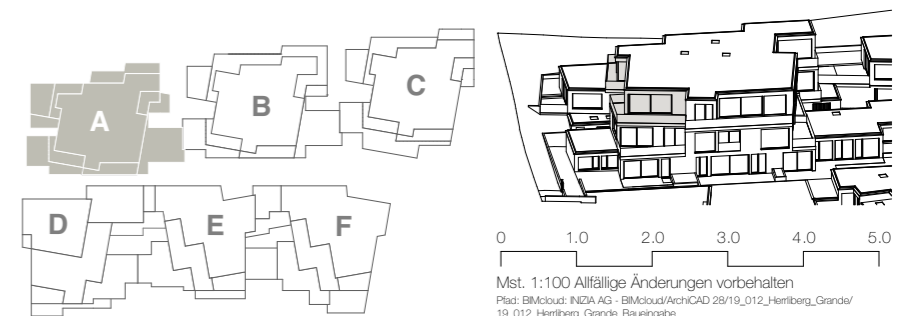 A
B
C
D
E
F
0 1.0 2.0 3.0 4.0 5.0
Mst. 1:100 Allfällige Änderungen vorbehalten
Pfad: BIMcloud: INIZIA AG - BIMcloud/ArchiCAD 28/19_012_Herrliberg_Grande/
19_012_Herrliberg_Grande_Baueingabe